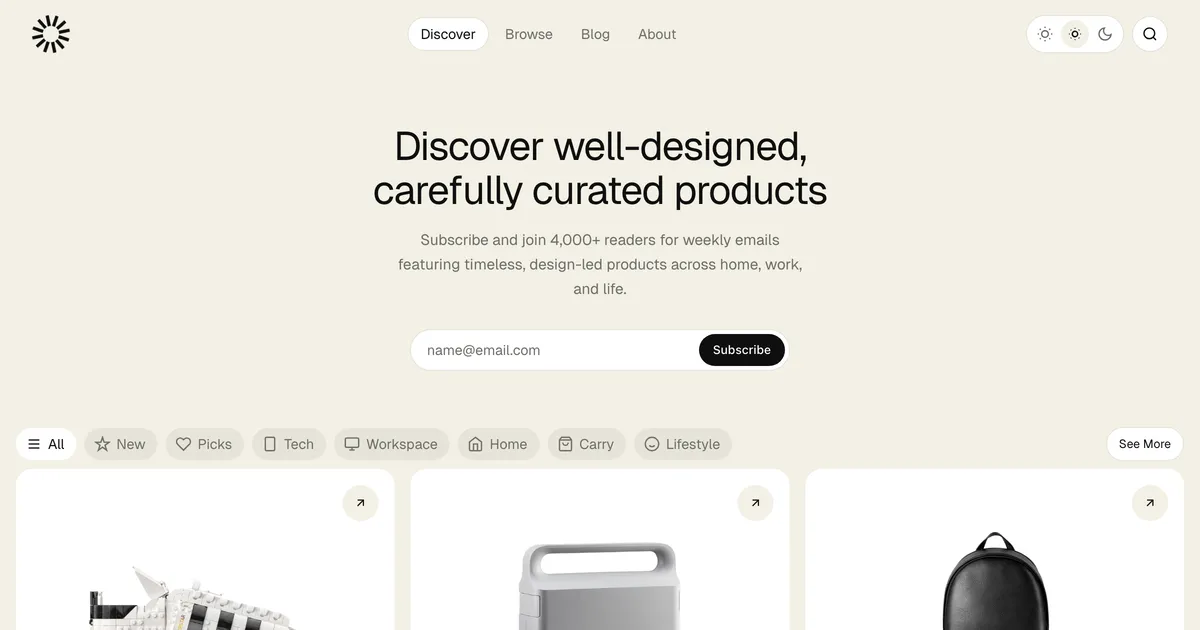 Discover
Browse
Blog
About
Discover well-designed,
carefully curated products
Subscribe and join 4,000+ readers for weekly emails
featuring timeless, design-led products across home, work,
and life.
name@email.com
Subscribe
All
New
Picks
Tech
Workspace
Home
Carry
Lifestyle
See More